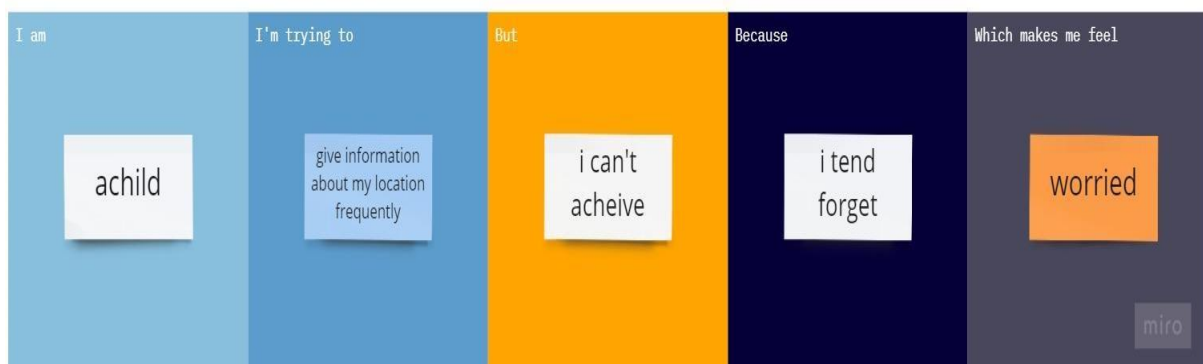 I am
achild
I'm trying to
give information
about my location
frequently
But
i can't
acheive
Because
i tend
forget
Which makes me feel
worried
miro